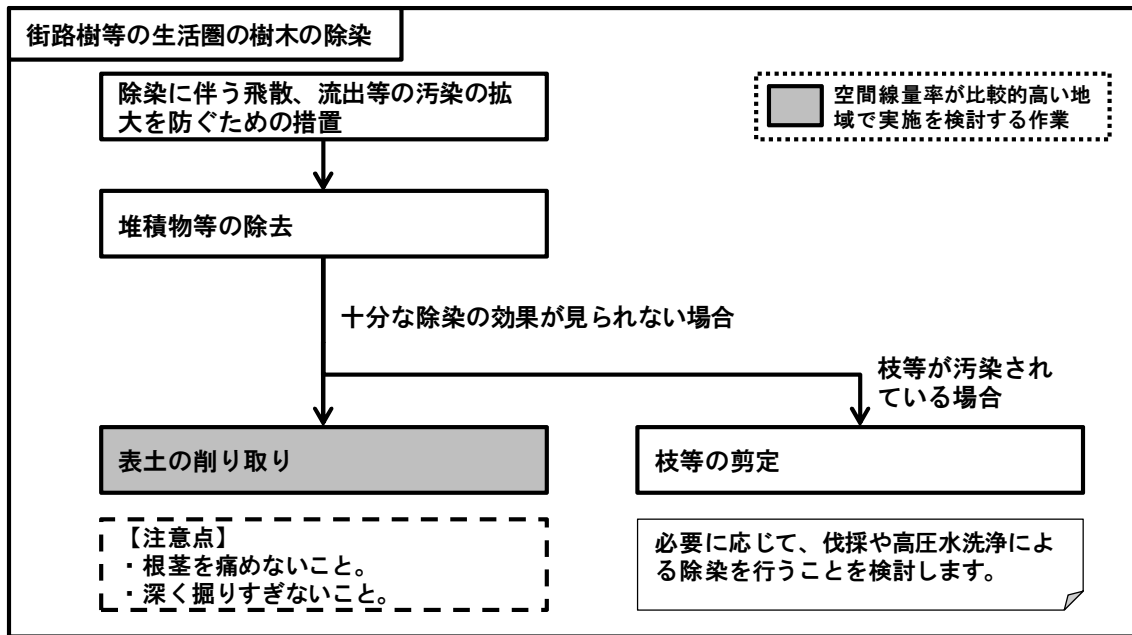 街路樹等の生活圏の樹木の除染
除染に伴う飛散、流出等の汚染の拡
大を防ぐための措置
空間線量率が比較的高い地
域で実施を検討する作業
堆積物等の除去
十分な除染の効果が見られない場合
枝等が汚染され
ている場合
表土の削り取り
枝等の剪定
【注意点】
・根茎を痛めないこと。
・深く掘りすぎないこと。
必要に応じて、伐採や高圧水洗浄によ
る除染を行うことを検討します。